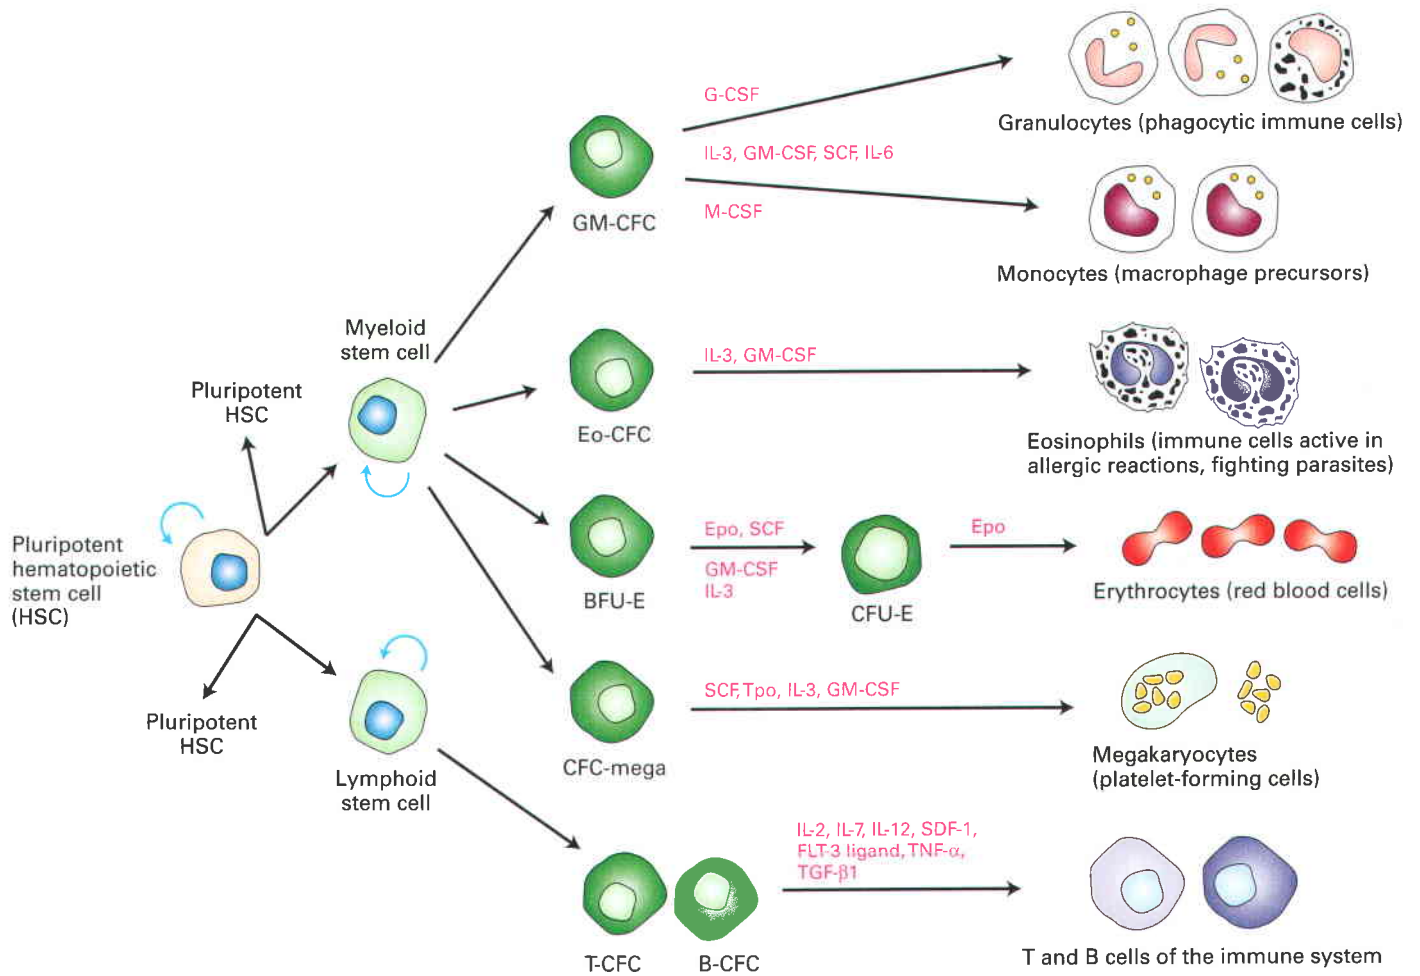 G-CSF
IL-3, GM-CSF, SCF, IL-6
M-CSF
GM-CFC
Granulocytes (phagocytic immune cells)
Monocytes (macrophage precursors)
Myeloid
stem cell
Pluripotent
HSC
IL-3, GM-CSF
Eo-CFC
Eosinophils (immune cells active in
allergic reactions, fighting parasites)
Pluripotent
hematopoietic
stem cell
(HSC)
Epo, SCF
GM-CSF
IL-3
BFU-E
Epo
CFU-E
Erythrocytes (red blood cells)
Pluripotent
HSC
Lymphoid
stem cell
SCF, Tpo, IL-3, GM-CSF
CFC-mega
Megakaryocytes
(platelet-forming cells)
IL-2, IL-7, IL-12, SDF-1,
FLT-3 ligand, TNF-α,
TGF-β1
T-CFC
B-CFC
T and B cells of the immune system